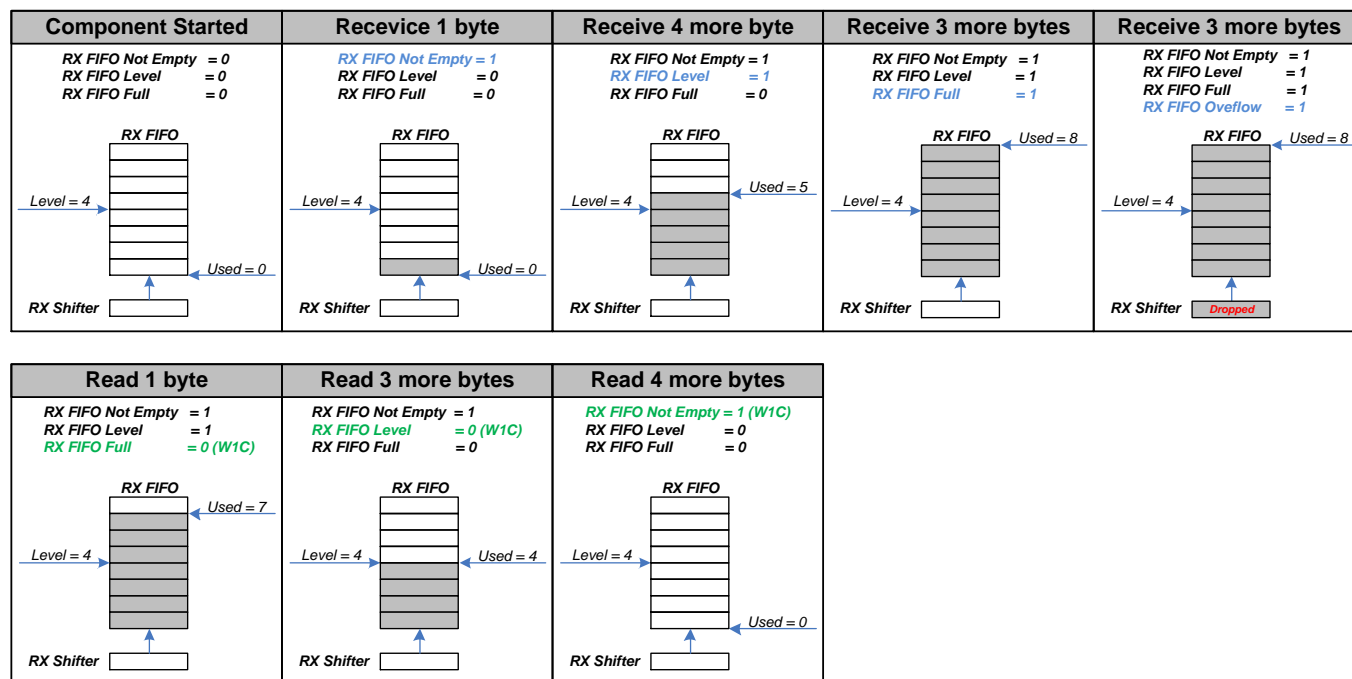 Component Started
RX FIFO Not Empty = 0
RX FIFO Level = 0
RX FIFO Full = 0
RX FIFO
Level = 4
Used = 0
RX Shifter
Recevice 1 byte
RX FIFO Not Empty = 1
RX FIFO Level = 0
RX FIFO Full = 0
RX FIFO
Level = 4
Used = 0
RX Shifter
Receive 4 more byte
RX FIFO Not Empty = 1
RX FIFO Level = 1
RX FIFO Full = 0
RX FIFO
Used = 5
Level = 4
RX Shifter
Receive 3 more bytes
RX FIFO Not Empty = 1
RX FIFO Level = 1
RX FIFO Full = 1
RX FIFO
Used = 8
Level = 4
RX Shifter
Receive 3 more bytes
RX FIFO Not Empty = 1
RX FIFO Level = 1
RX FIFO Full = 1
RX FIFO Oveflow = 1
RX FIFO
Used = 8
Level = 4
RX Shifter
Dropped
Read 1 byte
RX FIFO Not Empty = 1
RX FIFO Level = 1
RX FIFO Full = 0 (W1C)
RX FIFO
Used = 7
Level = 4
RX Shifter
Read 3 more bytes
RX FIFO Not Empty = 1
RX FIFO Level = 0 (W1C)
RX FIFO Full = 0
RX FIFO
Level = 4
Used = 4
RX Shifter
Read 4 more bytes
RX FIFO Not Empty = 1 (W1C)
RX FIFO Level = 0
RX FIFO Full = 0
RX FIFO
Level = 4
Used = 0
RX Shifter